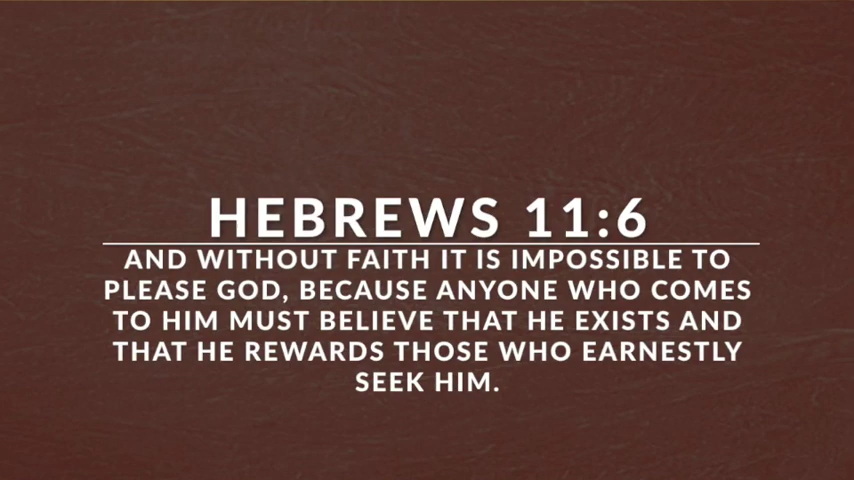 HEBREWS 11:6
AND WITHOUT FAITH IT IS IMPOSSIBLE TO
PLEASE GOD, BECAUSE ANYONE WHO COMES
TO HIM MUST BELIEVE THAT HE EXISTS AND
THAT HE REWARDS THOSE WHO EARNESTLY
SEEK HIM.